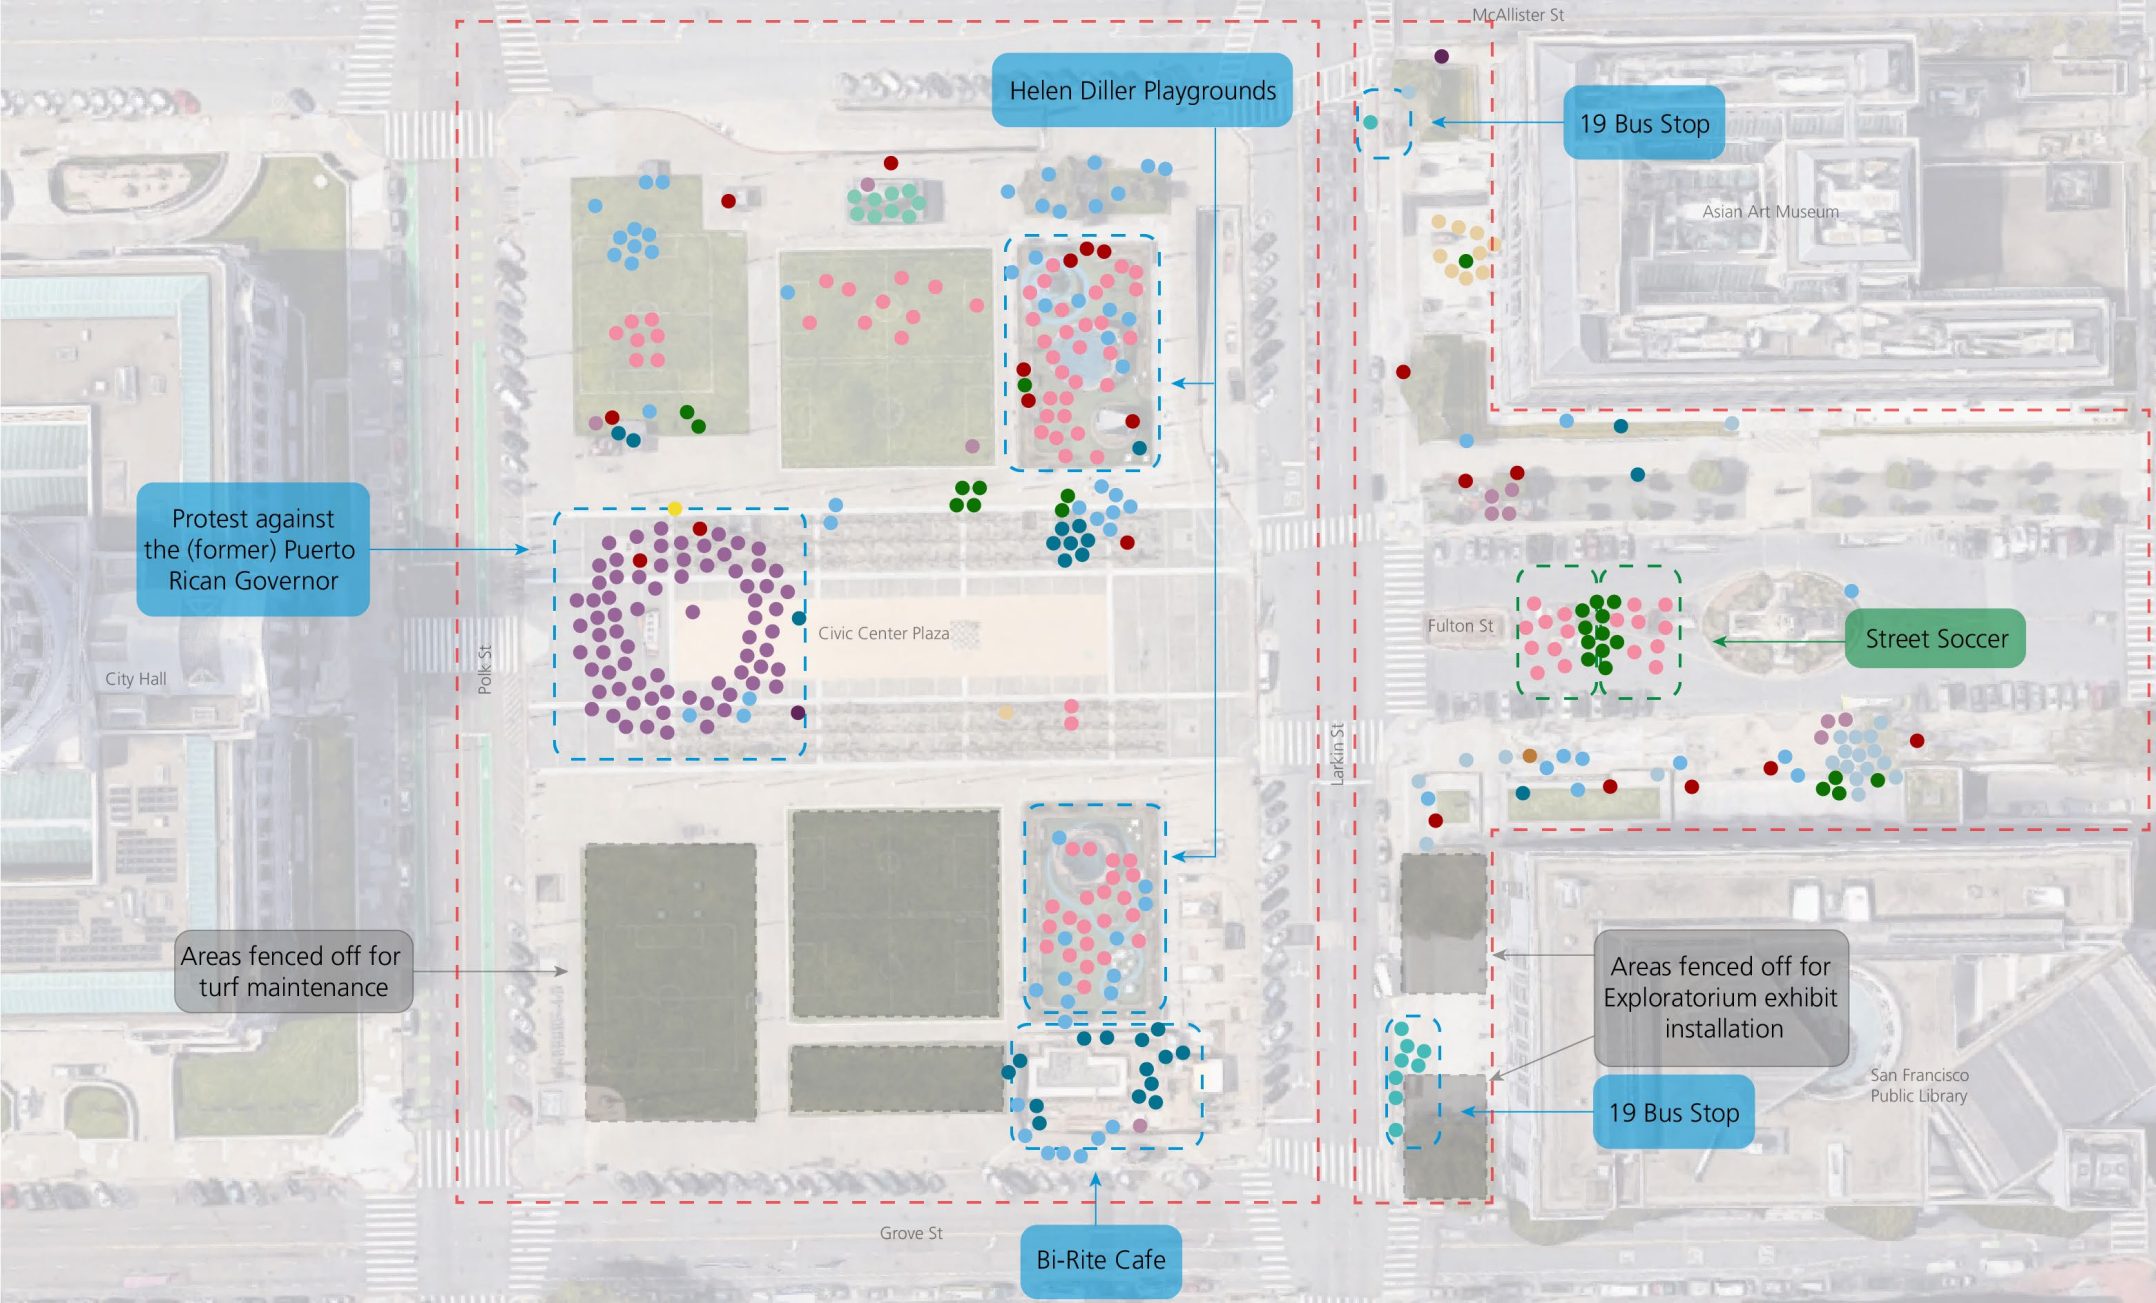 McAllister St
Helen Diller Playgrounds
19 Bus Stop
Asian Art Museum
Protest against
the (former) Puerto
Rican Governor
Civic Center Plaza
Fulton St
Street Soccer
City Hall
Polk St
Larkin St
Areas fenced off for
turf maintenance
Areas fenced off for
Exploratorium exhibit
installation
San Francisco
Public Library
19 Bus Stop
Grove St
Bi-Rite Cafe